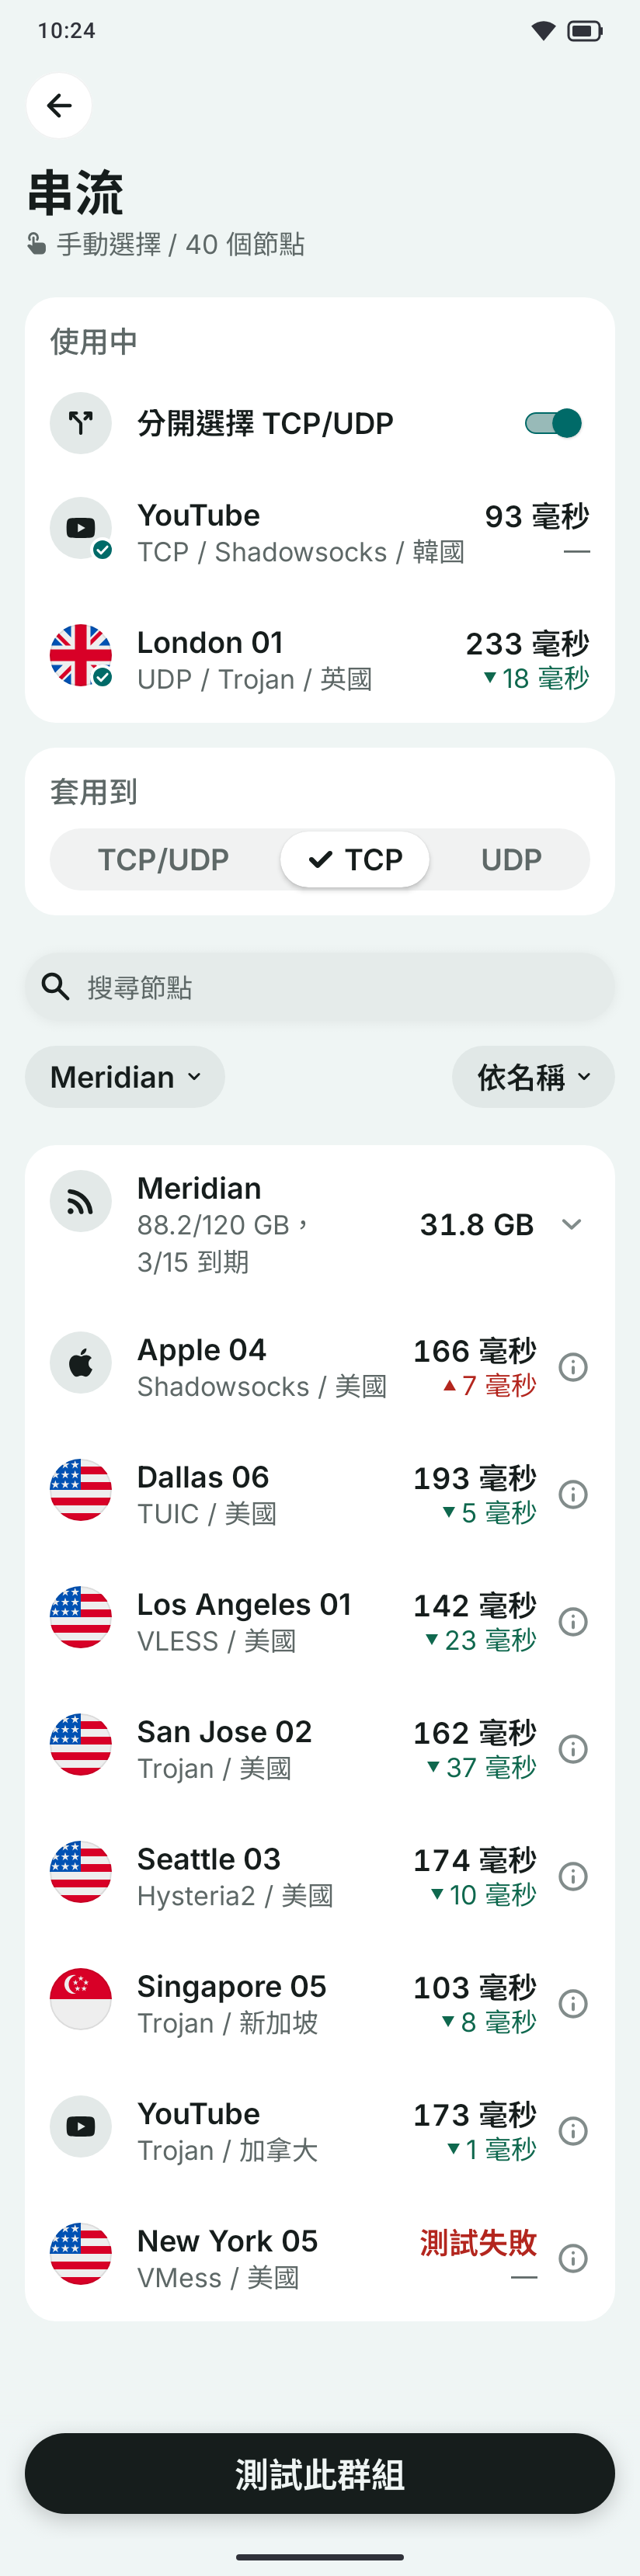 10:24
串流
手動選擇 / 40 個節點
使用中
分開選擇 TCP/UDP
YouTube
93 毫秒
TCP / Shadowsocks / 韓國
—
London 01
233 毫秒
UDP / Trojan / 英國
▼18 毫秒
套用到
TCP/UDP
TCP
UDP
搜尋節點
Meridian
依名稱
Meridian
88.2/120 GB，
3/15 到期
31.8 GB
Apple 04
166 毫秒
Shadowsocks / 美國
▲7 毫秒
Dallas 06
193 毫秒
TUIC / 美國
▼5 毫秒
Los Angeles 01
142 毫秒
VLESS / 美國
▼23 毫秒
San Jose 02
162 毫秒
Trojan / 美國
▼37 毫秒
Seattle 03
174 毫秒
Hysteria2 / 美國
▼10 毫秒
Singapore 05
103 毫秒
Trojan / 新加坡
▼8 毫秒
YouTube
173 毫秒
Trojan / 加拿大
▼1 毫秒
New York 05
測試失敗
VMess / 美國
—
測試此群組